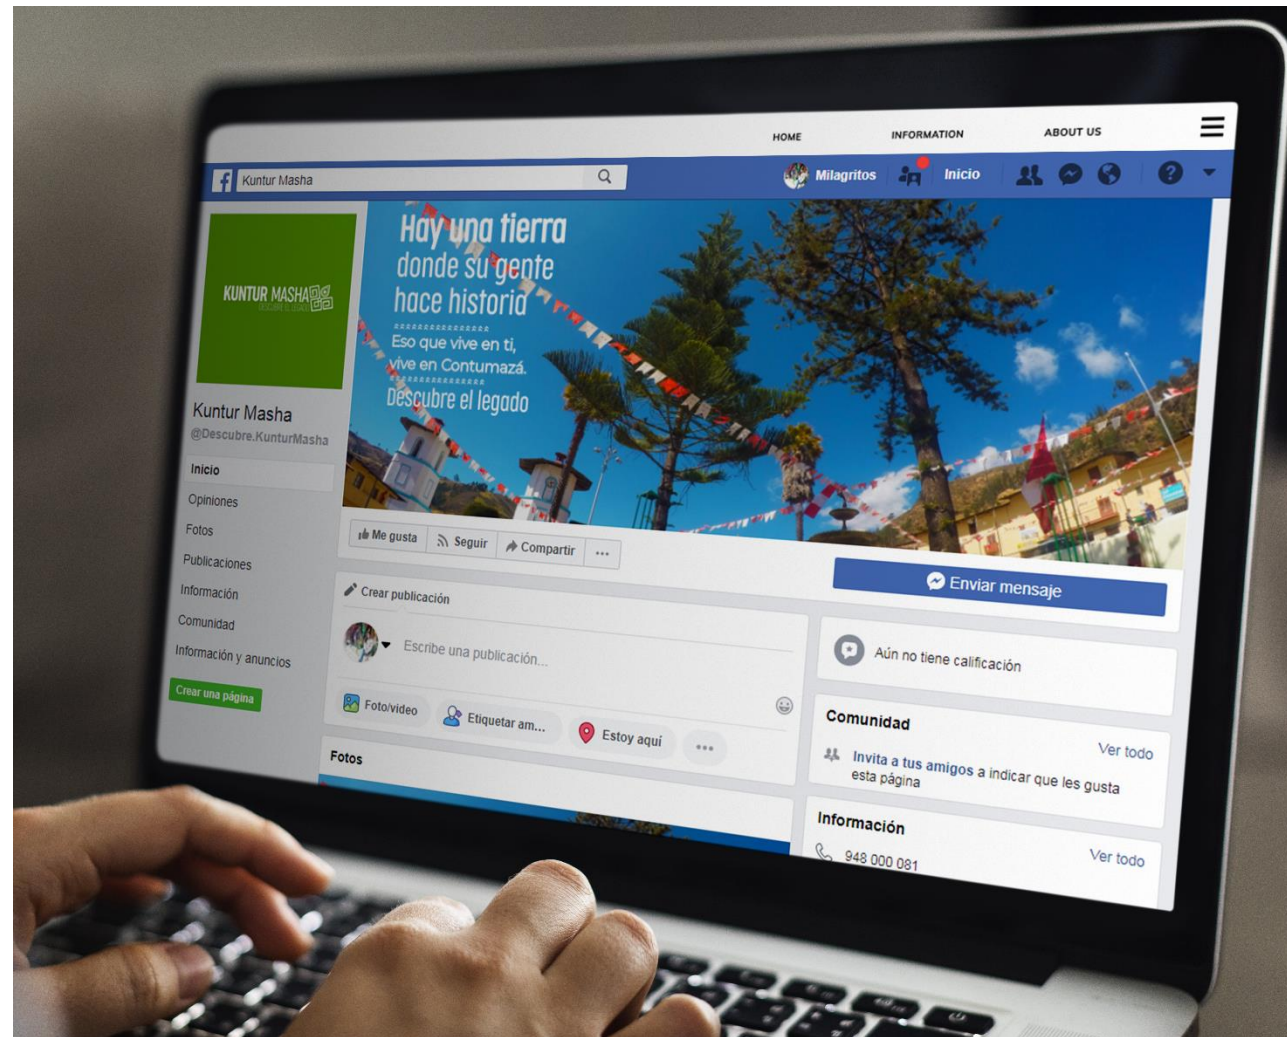 HOME INFORMATION ABOUT US
Kuntur Masha
Milagritos Inicio
KUNTUR MASHA
DESCUBRE EL LEGADO
Hay una tierra
donde su gente
hace historia
Eso que vive en ti,
vive en Contumazá.
Descubre el legado
Kuntur Masha
@Descubre.KunturMasha
Inicio
Opiniones
Fotos
Publicaciones
Información
Comunidad
Información y anuncios
Crear una página
Me gusta Seguir Compartir ...
Enviar mensaje
Crear publicación
Escribe una publicación...
Foto/video Etiquetar am... Estoy aquí ...
Fotos
Aún no tiene calificación
Comunidad
Ver todo
Invita a tus amigos a indicar que les gusta
esta página
Información
Ver todo
948 000 081